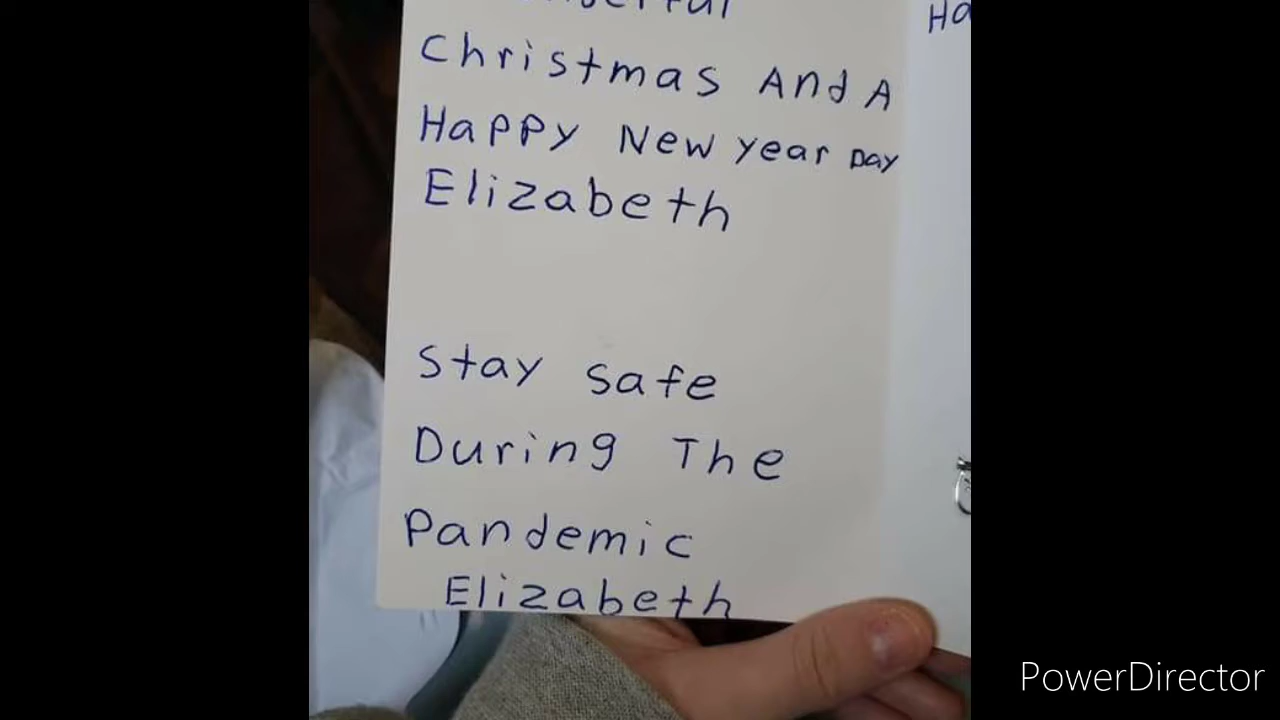 Christmas And A
Happy New Year Day
Elizabeth
Stay safe
During The
Pandemic
Elizabeth
PowerDirector